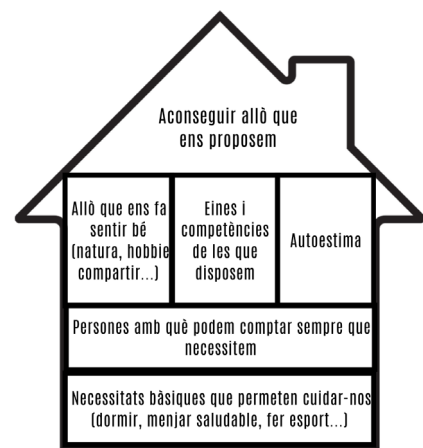 Aconseguir allò que
ens proposem
Allò que ens fa
sentir bé
(natura, hobbie
compartir...)
Eines i
competències
de les que
disposem
Autoestima
Persones amb què podem comptar sempre que
necessitem
Necessitats bàsiques que permeten cuidar-nos
(dormir, menjar saludable, fer esport...)